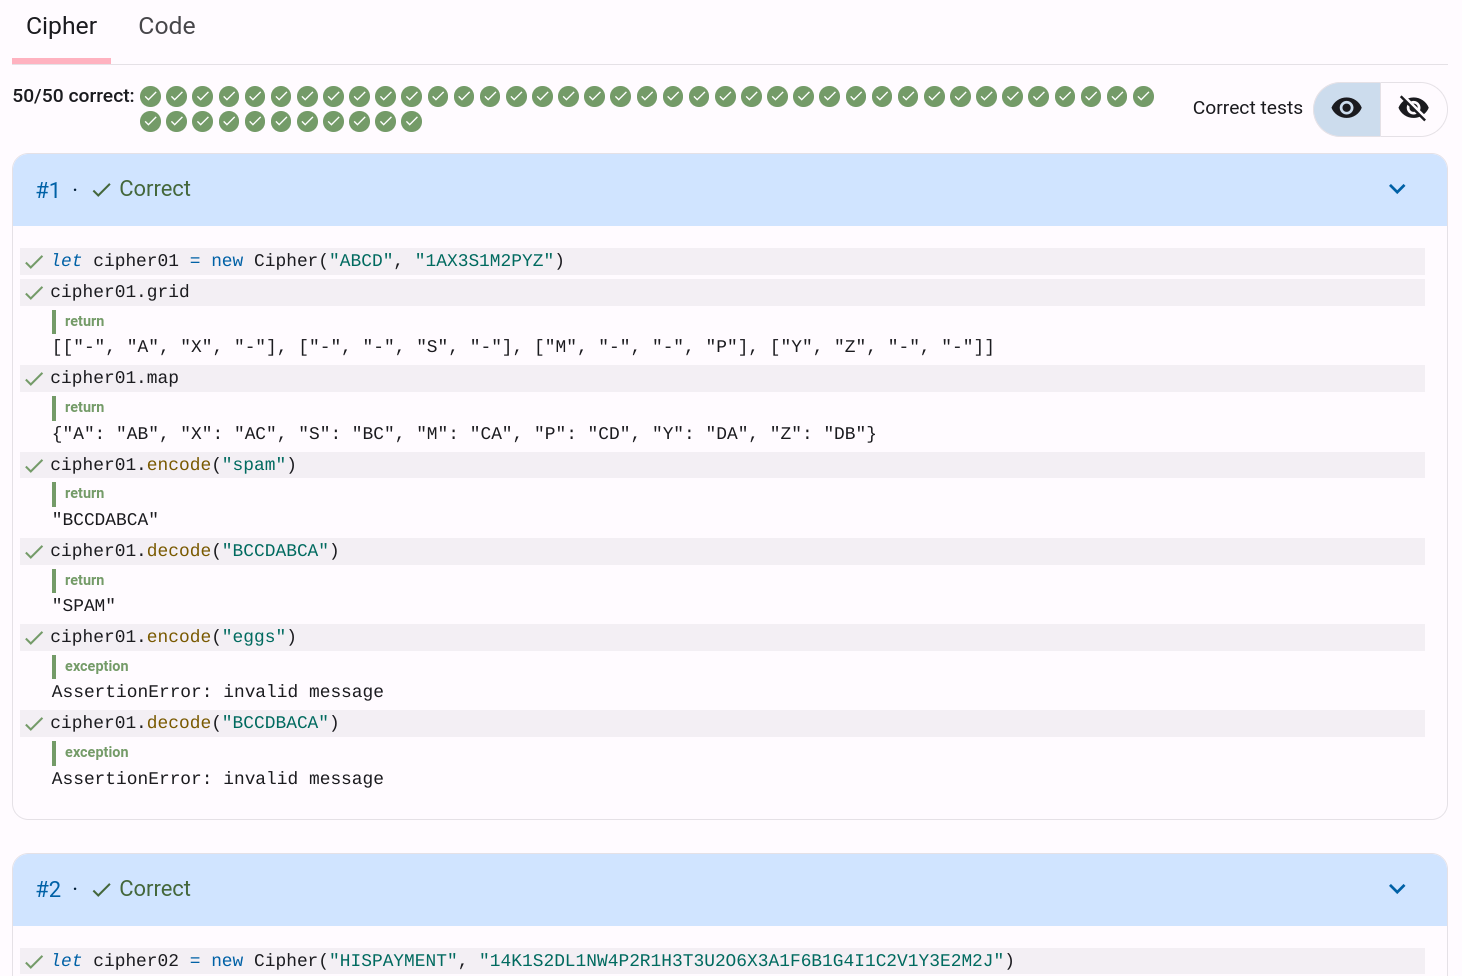 Cipher Code
50/50 correct:
Correct tests
#1 · Correct
let cipher01 = new Cipher("ABCD", "1AX3S1M2PYZ")
cipher01.grid
return
[["-", "A", "X", "-"], ["-", "-", "S", "-"], ["M", "-", "-", "P"], ["Y", "Z", "-", "-"]]
cipher01.map
return
{"A": "AB", "X": "AC", "S": "BC", "M": "CA", "P": "CD", "Y": "DA", "Z": "DB"}
cipher01.encode("spam")
return
"BCCDABCA"
cipher01.decode("BCCDABCA")
return
"SPAM"
cipher01.encode("eggs")
exception
AssertionError: invalid message
cipher01.decode("BCCDBACA")
exception
AssertionError: invalid message
#2 · Correct
let cipher02 = new Cipher("HISPAYMENT", "14K1S2DL1NW4P2R1H3T3U2O6X3A1F6B1G4I1C2V1Y3E2M2J")